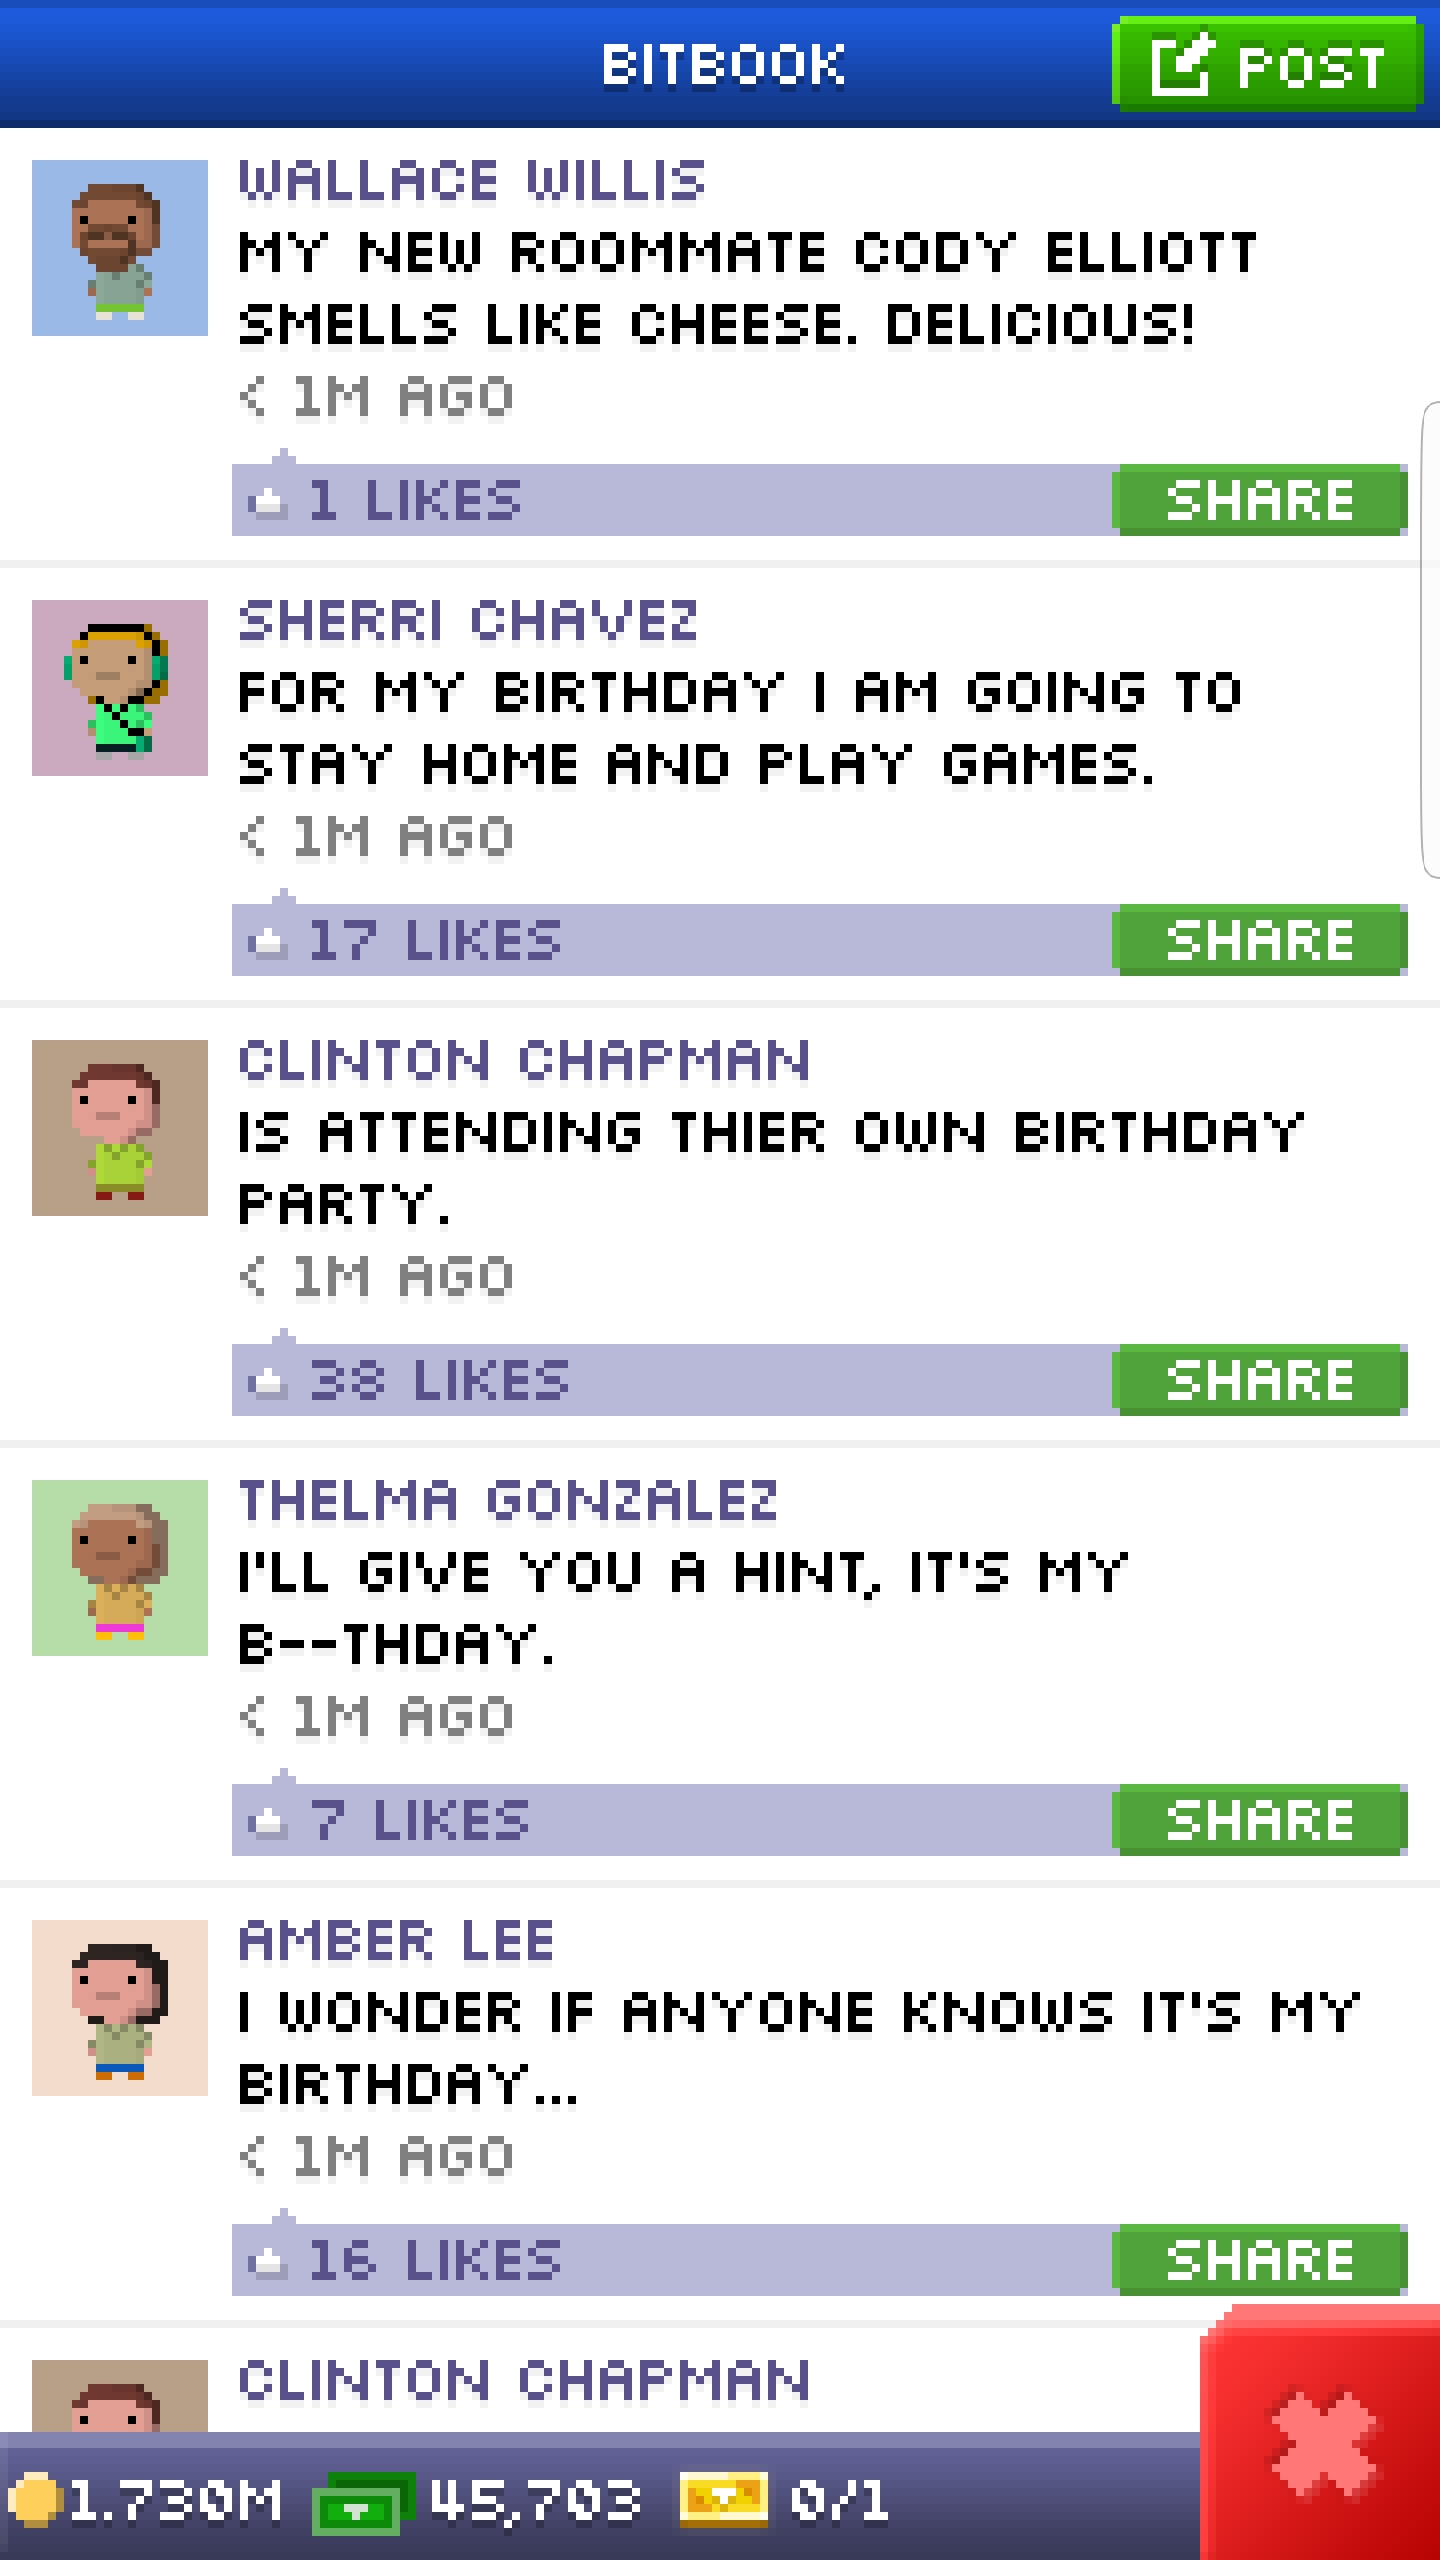 BITBOOK
POST
WALLACE WILLIS
MY NEW ROOMMATE CODY ELLIOTT
SMELLS LIKE CHEESE. DELICIOUS!
< 1M AGO
1 LIKES
SHARE
SHERRI CHAVEZ
FOR MY BIRTHDAY I AM GOING TO
STAY HOME AND PLAY GAMES.
< 1M AGO
17 LIKES
SHARE
CLINTON CHAPMAN
IS ATTENDING THIER OWN BIRTHDAY
PARTY.
< 1M AGO
38 LIKES
SHARE
THELMA GONZALEZ
I'LL GIVE YOU A HINT, IT'S MY
B--THDAY.
< 1M AGO
7 LIKES
SHARE
AMBER LEE
I WONDER IF ANYONE KNOWS IT'S MY
BIRTHDAY...
< 1M AGO
16 LIKES
SHARE
CLINTON CHAPMAN
1.730M
45,703
0/1